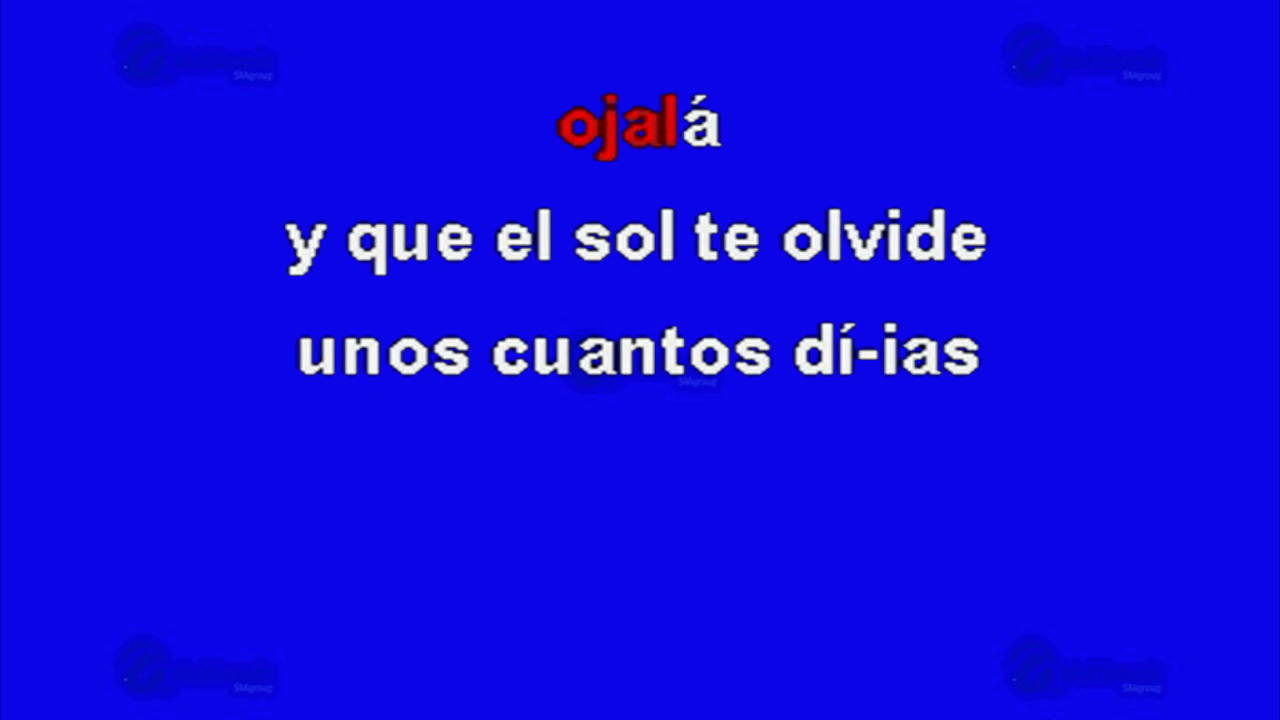 ojalá
y que el sol te olvide
unos cuantos dí-ias